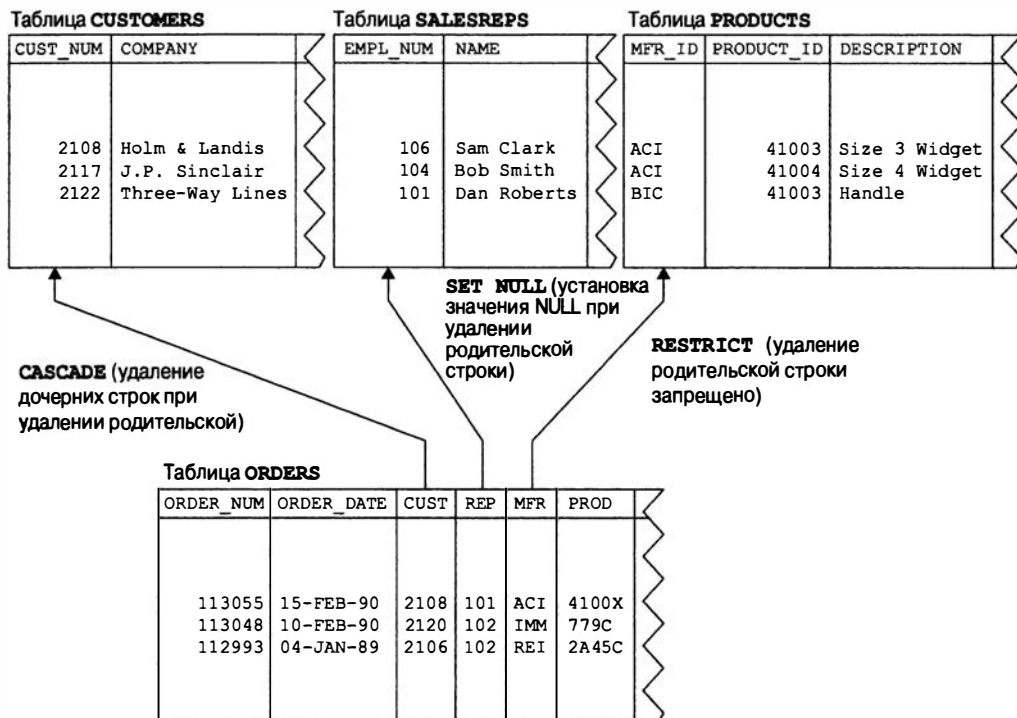 Таблица CUSTOMERS
CUST_NUM COMPANY
2108 Holm & Landis
2117 J.P. Sinclair
2122 Three-Way Lines
Таблица SALESREPS
EMPL_NUM NAME
106 Sam Clark
104 Bob Smith
101 Dan Roberts
Таблица PRODUCTS
MFR_ID PRODUCT_ID DESCRIPTION
ACI 41003 Size 3 Widget
ACI 41004 Size 4 Widget
BIC 41003 Handle
CASCADE (удаление
дочерних строк при
удалении родительской)
SET NULL (установка
значения NULL при
удалении
родительской
строки)
RESTRICT (удаление
родительской строки
запрещено)
Таблица ORDERS
ORDER_NUM ORDER_DATE CUST REP MFR PROD
113055 15-FEB-90 2108 101 ACI 4100X
113048 10-FEB-90 2120 102 IMM 779C
112993 04-JAN-89 2106 102 REI 2A45C